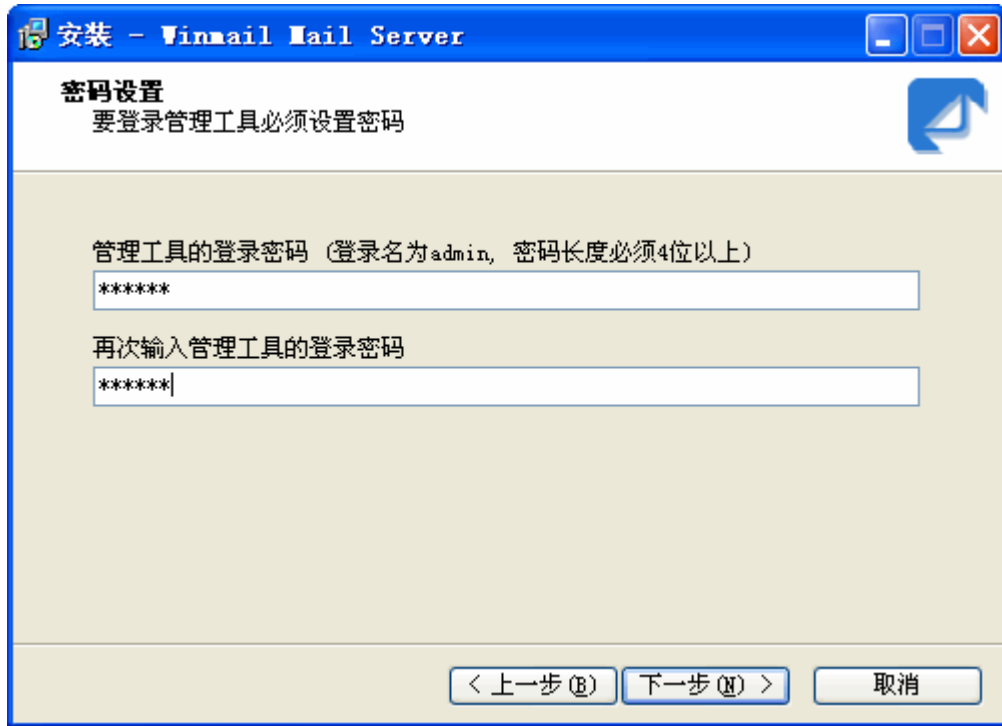 安装 - Winmail Mail Server
密码设置
要登录管理工具必须设置密码
管理工具的登录密码 (登录名为admin, 密码长度必须4位以上)
******
再次输入管理工具的登录密码
******
< 上一步(B) 下一步(N) > 取消